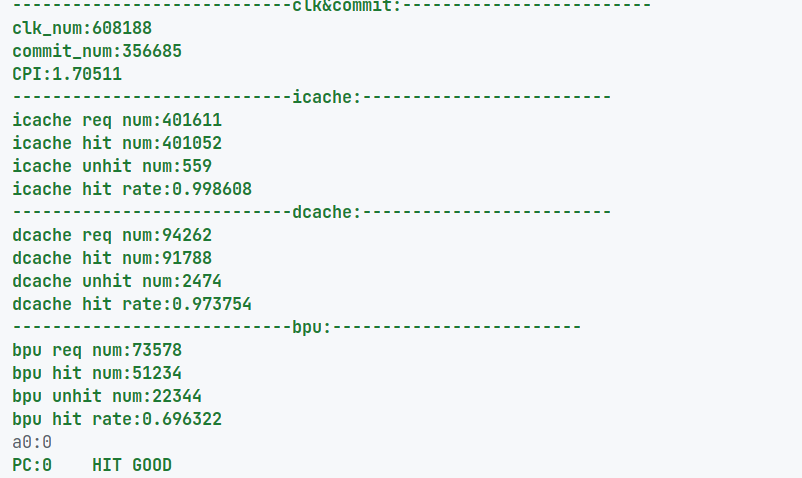 ----------------------------clk&commit:-------------------------
clk_num:608188
commit_num:356685
CPI:1.70511
----------------------------icache:-------------------------
icache req num:401611
icache hit num:401052
icache unhit num:559
icache hit rate:0.998608
----------------------------dcache:-------------------------
dcache req num:94262
dcache hit num:91788
dcache unhit num:2474
dcache hit rate:0.973754
----------------------------bpu:-------------------------
bpu req num:73578
bpu hit num:51234
bpu unhit num:22344
bpu hit rate:0.696322
a0:0
PC:0    HIT GOOD